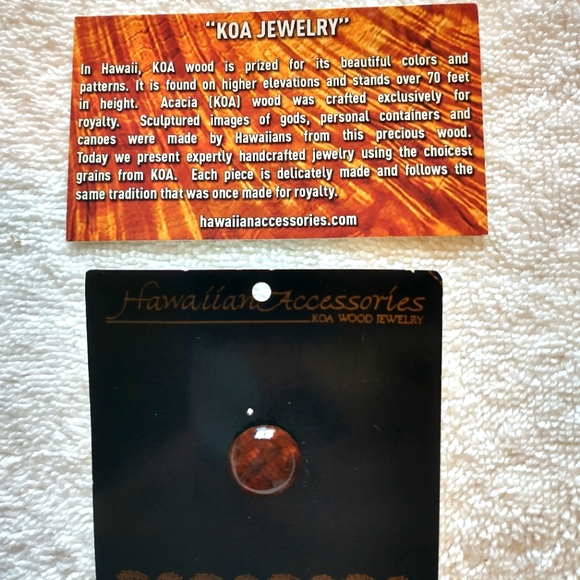 "KOA JEWELRY"
In Hawaii, KOA wood is prized for its beautiful colors and
patterns. It is found on higher elevations and stands over 70 feet
in height. Acacia (KOA) wood was crafted exclusively for
royalty. Sculptured images of gods, personal containers and
canoes were made by Hawaiians from this precious wood.
Today we present expertly handcrafted jewelry using the choicest
grains from KOA. Each piece is delicately made and follows the
same tradition that was once made for royalty.
hawaiianaccessories.com
Hawaiian Accessories
KOA WOOD JEWELRY